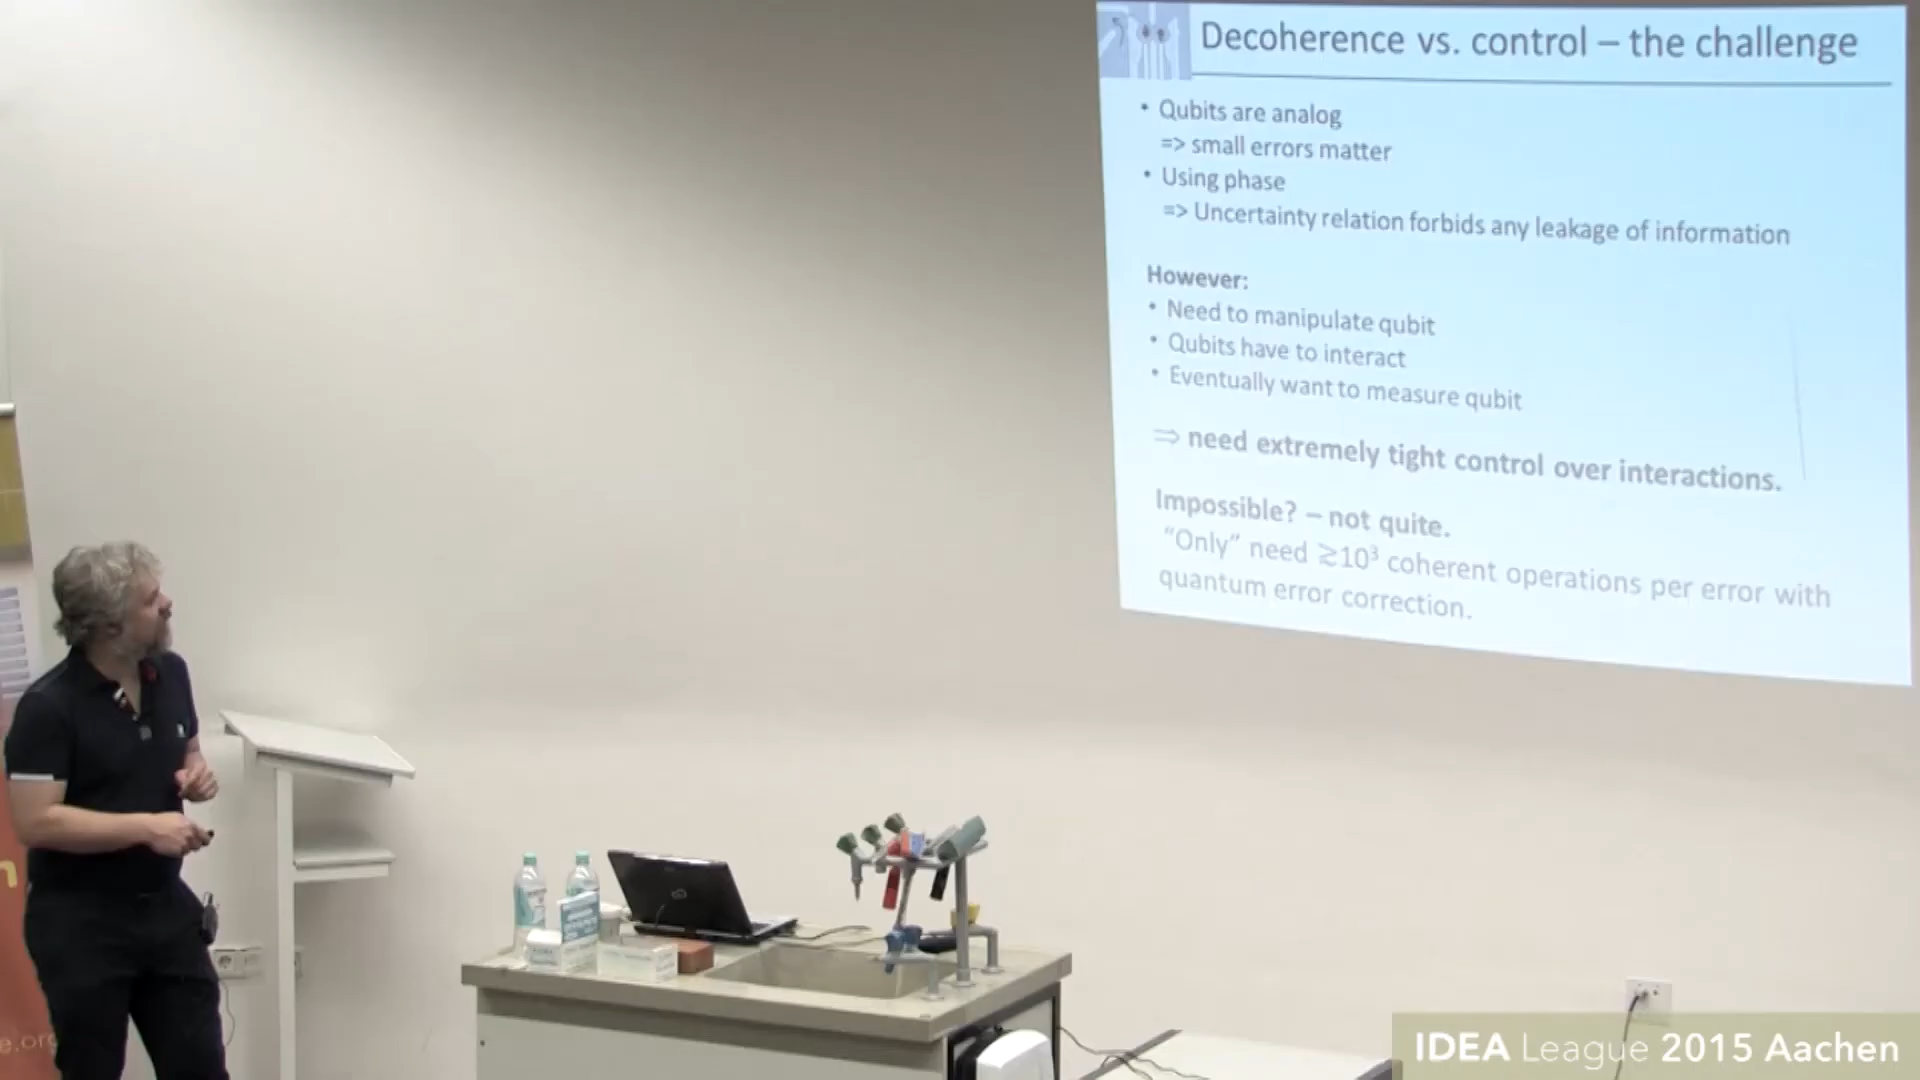 Decoherence vs. control – the challenge
• Qubits are analog
=> small errors matter
• Using phase
=> Uncertainty relation forbids any leakage of information
However:
• Need to manipulate qubit
• Qubits have to interact
• Eventually want to measure qubit
⇒ need extremely tight control over interactions.
Impossible? – not quite.
“Only” need ≳10³ coherent operations per error with
quantum error correction.
e.org
IDEA League 2015 Aachen